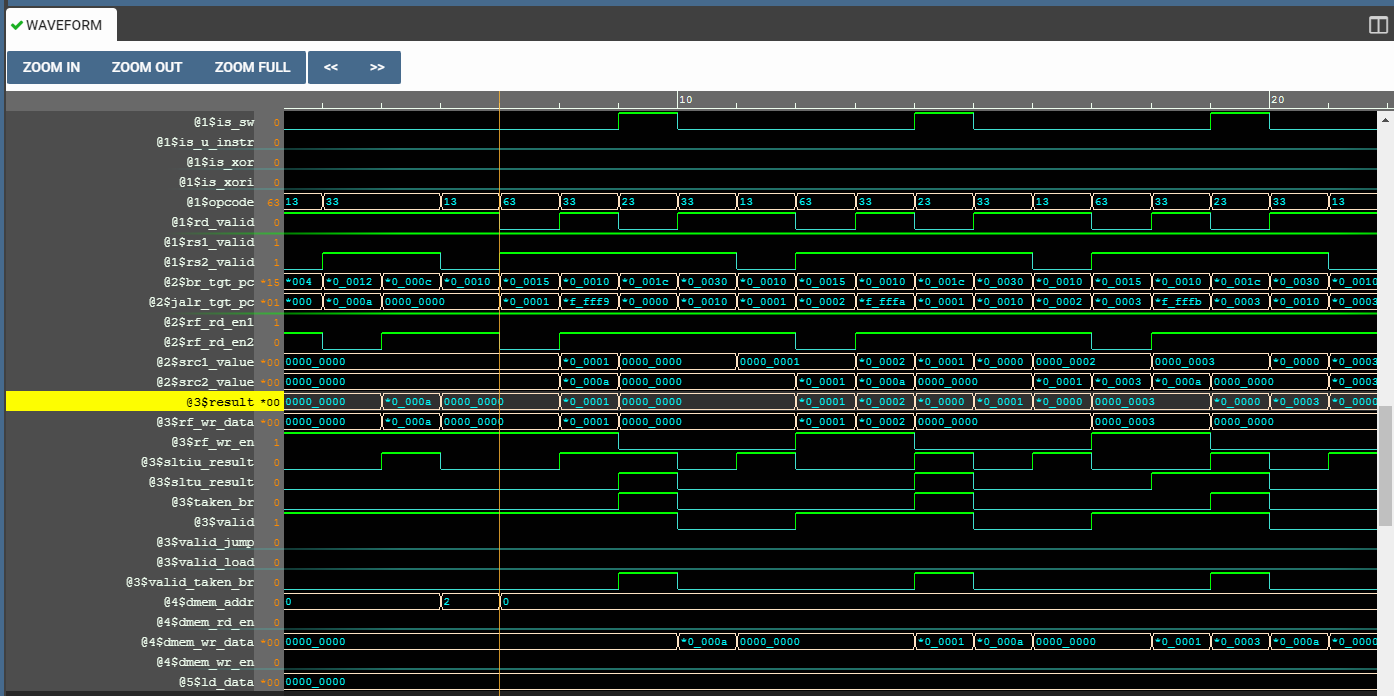 WAVEFORM
ZOOM IN ZOOM OUT ZOOM FULL << >>
10 20
@1$is_sw 0
@1$is_u_instr 0
@1$is_xor 0
@1$is_xori 0
@1$opcode 63 13 33 13 63 33 23 33 13 63 33 23 33 13 63 33 23 33 13
@1$rd_valid 0
@1$rs1_valid 1
@1$rs2_valid 1
@2$br_tgt_pc *15 *004 *0_0012 *0_000c *0_0010 *0_0015 *0_0010 *0_001c *0_0030 *0_0010 *0_0015 *0_0010 *0_001c *0_0030 *0_0010 *0_0015 *0_0010 *0_001c *0_0030 *0_0010
@2$jalr_tgt_pc *01 *000 *0_000a 0000_0000 *0_0001 *f_fff9 *0_0000 *0_0010 *0_0001 *0_0002 *f_fffa *0_0001 *0_0010 *0_0002 *0_0003 *f_fffb *0_0003 *0_0010 *0_0003
@2$rf_rd_en1 1
@2$rf_rd_en2 0
@2$src1_value *00 0000_0000 *0_0001 0000_0000 0000_0001 *0_0002 *0_0001 *0_0000 0000_0002 0000_0003 *0_0000 *0_0003
@2$src2_value *00 0000_0000 *0_000a 0000_0000 *0_0001 *0_000a 0000_0000 *0_0001 *0_0003 *0_000a 0000_0000 *0_0003
@3$result *00 0000_0000 *0_000a 0000_0000 *0_0001 0000_0000 *0_0001 *0_0002 *0_0000 *0_0001 *0_0000 0000_0003 *0_0000 *0_0003 *0_0000
@3$rf_wr_data *00 0000_0000 *0_000a 0000_0000 *0_0001 0000_0000 *0_0001 *0_0002 0000_0000 0000_0003 0000_0000
@3$rf_wr_en 1
@3$sltiu_result 0
@3$sltu_result 0
@3$taken_br 0
@3$valid 1
@3$valid_jump 0
@3$valid_load 0
@3$valid_taken_br 0
@4$dmem_addr 0 0 2 0
@4$dmem_rd_en 0
@4$dmem_wr_data *00 0000_0000 *0_000a 0000_0000 *0_0001 *0_000a 0000_0000 *0_0001 *0_0003 *0_000a *0_0000
@4$dmem_wr_en 0
@5$ld_data *00 0000_0000